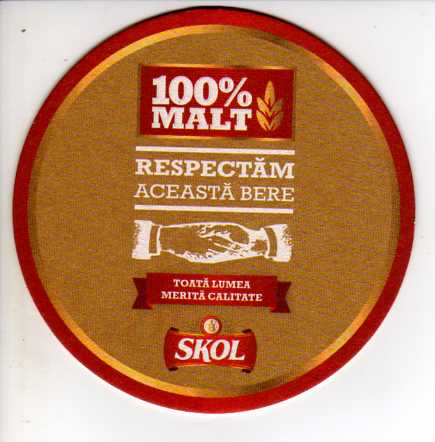 100%
MALT
RESPECTĂM
ACEASTĂ BERE
TOATĂ LUMEA
MERITĂ CALITATE
SKOL